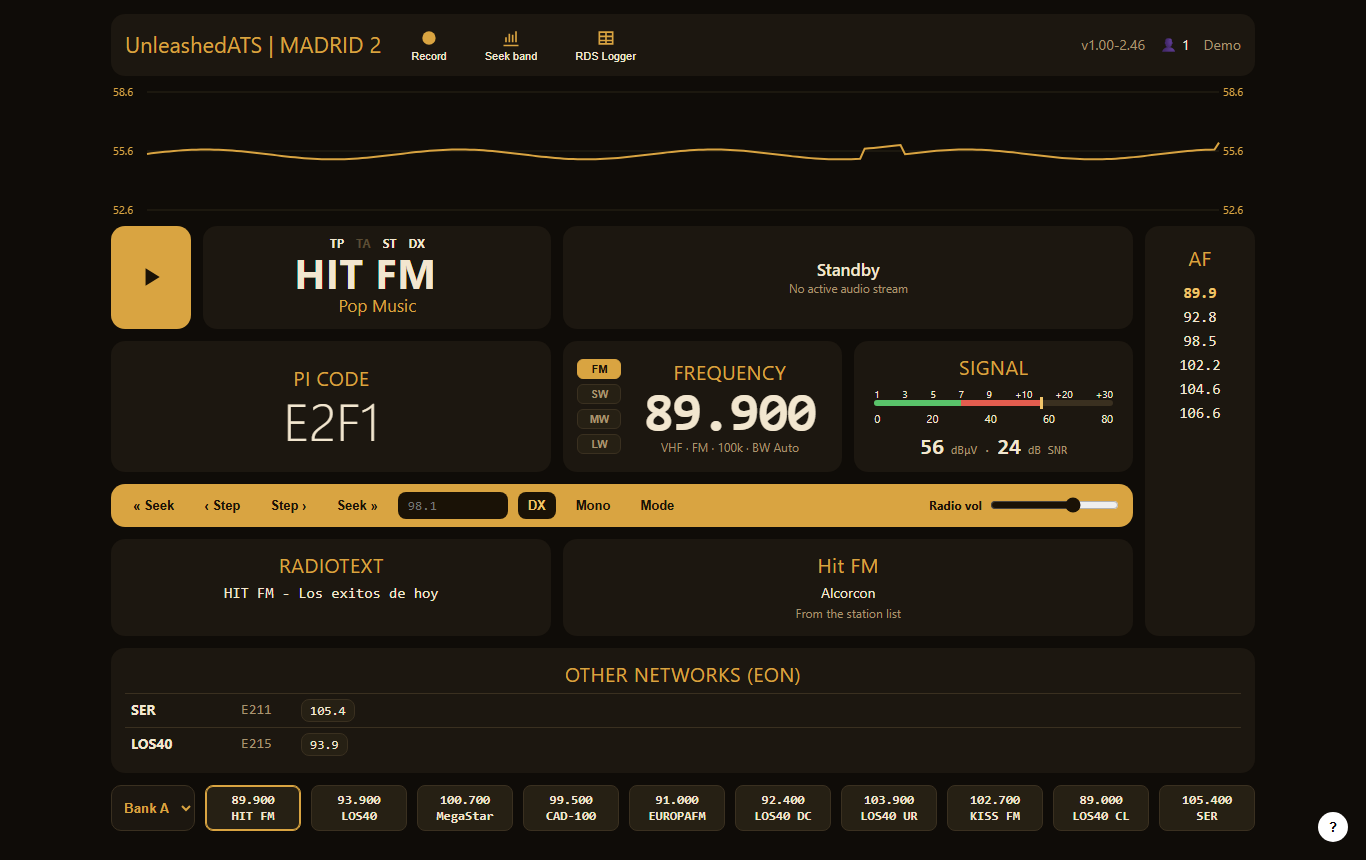 UnleashedATS | MADRID 2
Record
Seek band
RDS Logger
v1.00-2.46
1
Demo
58.6
58.6
55.6
55.6
52.6
52.6
TP TA ST DX
HIT FM
Pop Music
Standby
No active audio stream
AF
89.9
92.8
98.5
102.2
104.6
106.6
PI CODE
E2F1
FM
SW
MW
LW
FREQUENCY
89.900
VHF · FM · 100k · BW Auto
SIGNAL
1 3 5 7 9 +10 +20 +30
0 20 40 60 80
56 dBµV · 24 dB SNR
« Seek
‹ Step
Step ›
Seek »
98.1
DX
Mono
Mode
Radio vol
RADIOTEXT
HIT FM - Los exitos de hoy
Hit FM
Alcorcon
From the station list
OTHER NETWORKS (EON)
SER E211 105.4
LOS40 E215 93.9
Bank A
89.900
HIT FM
93.900
LOS40
100.700
MegaStar
99.500
CAD-100
91.000
EUROPAFM
92.400
LOS40 DC
103.900
LOS40 UR
102.700
KISS FM
89.000
LOS40 CL
105.400
SER
?